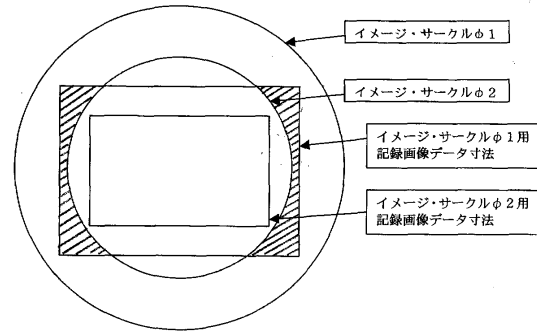 イメージ・サークルφ1
イメージ・サークルφ2
イメージ・サークルφ1用
記録画像データ寸法
イメージ・サークルφ2用
記録画像データ寸法